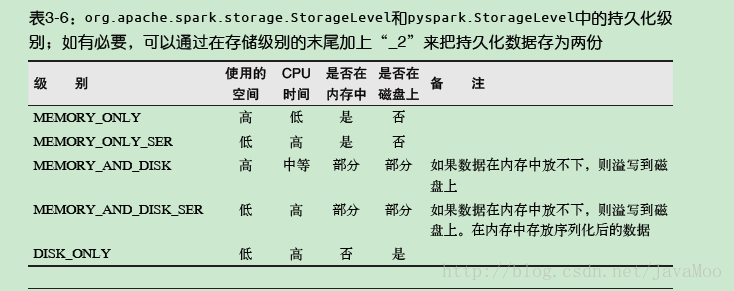 表3-6：org.apache.spark.storage.StorageLevel和pyspark.StorageLevel中的持久化级
别；如有必要，可以通过在存储级别的末尾加上“_2”来把持久化数据存为两份
级 别 使用的空间 CPU时间 是否在内存中 是否在磁盘上 备 注
MEMORY_ONLY 高 低 是 否
MEMORY_ONLY_SER 低 高 是 否
MEMORY_AND_DISK 高 中等 部分 部分 如果数据在内存中放不下，则溢写到磁
盘上
MEMORY_AND_DISK_SER 低 高 部分 部分 如果数据在内存中放不下，则溢写到磁
盘上。在内存中存放序列化后的数据
DISK_ONLY 低 高 否 是
http://blog.csdn.net/javaMoo